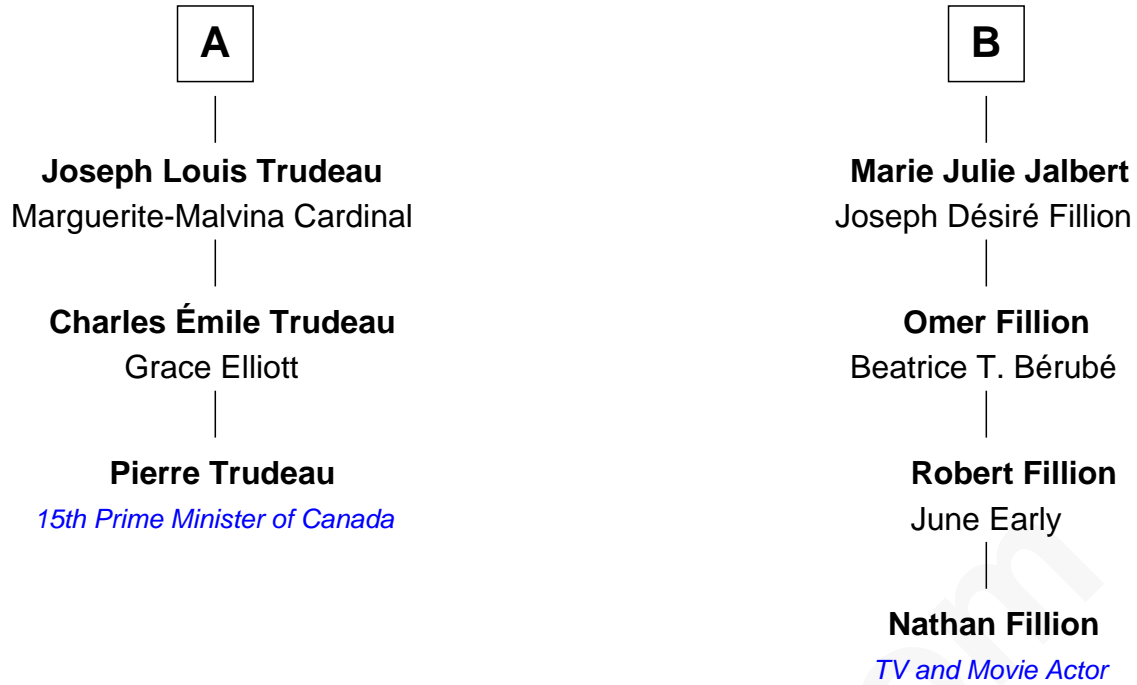 A
Joseph Louis Trudeau
Marguerite-Malvina Cardinal
Charles Émile Trudeau
Grace Elliott
Pierre Trudeau
15th Prime Minister of Canada
B
Marie Julie Jalbert
Joseph Désiré Fillion
Omer Fillion
Beatrice T. Bérubé
Robert Fillion
June Early
Nathan Fillion
TV and Movie Actor